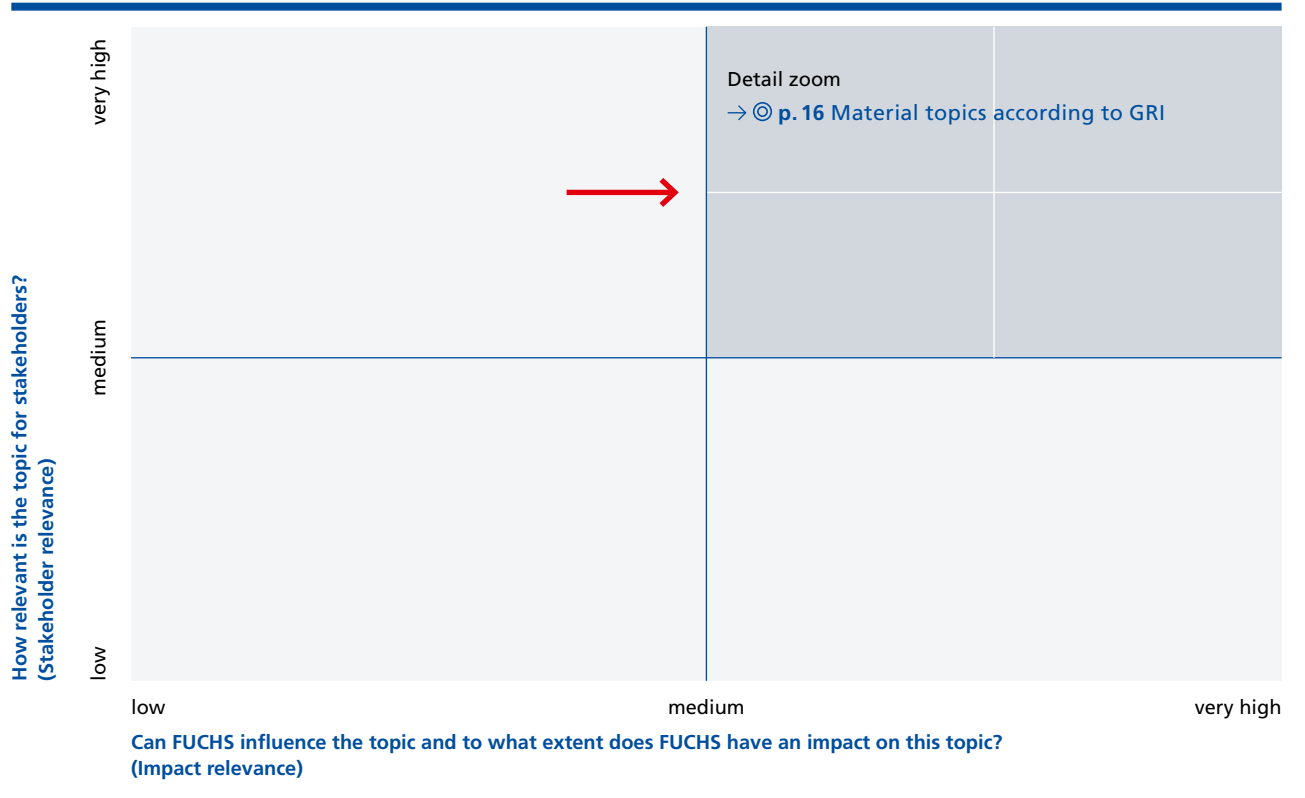 very high
Detail zoom
→ ◎ p. 16 Material topics according to GRI
How relevant is the topic for stakeholders?
(Stakeholder relevance)
medium
low
low medium very high
Can FUCHS influence the topic and to what extent does FUCHS have an impact on this topic?
(Impact relevance)